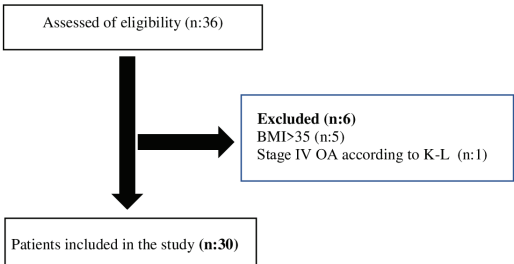 Assessed of eligibility (n:36)
Excluded (n:6)
BMI>35 (n:5)
Stage IV OA according to K-L (n:1)
Patients included in the study (n:30)